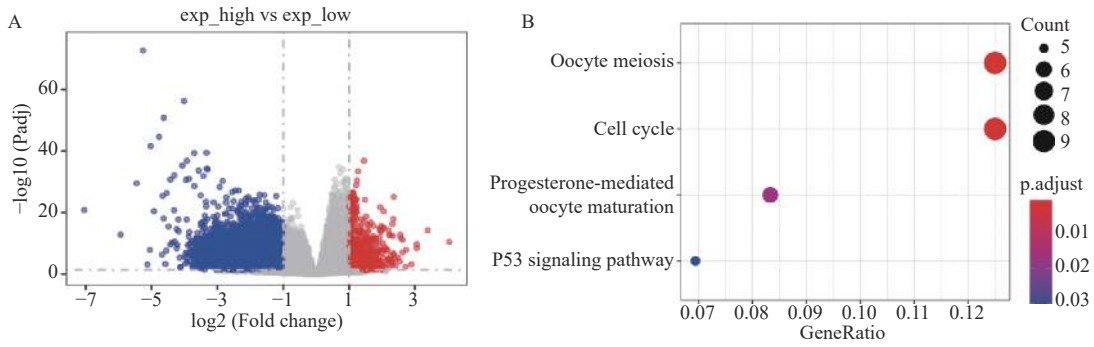 A
exp_high vs exp_low
−log10 (Padj)
60
40
20
0
−7
−5
−3
−1
1
3
log2 (Fold change)
B
Oocyte meiosis
Cell cycle
Progesterone-mediated
oocyte maturation
P53 signaling pathway
0.07
0.08
0.09
0.10
0.11
0.12
GeneRatio
Count
5
6
7
8
9
p.adjust
0.01
0.02
0.03